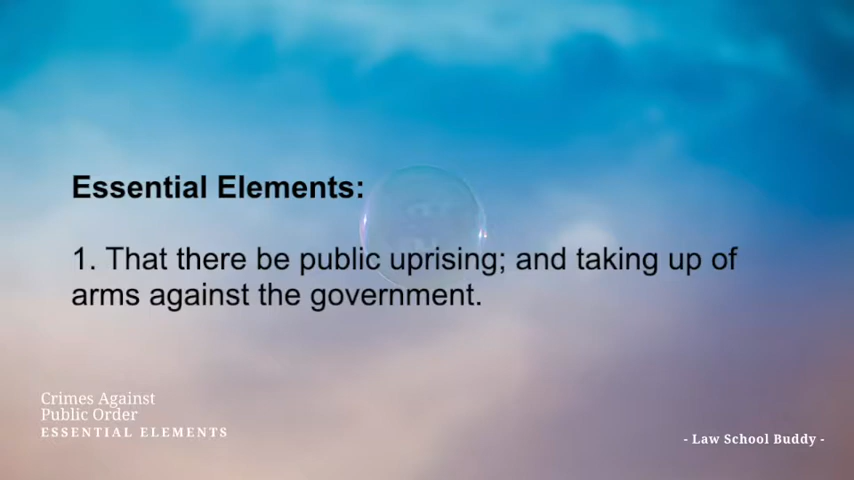 Essential Elements:
1. That there be public uprising; and taking up of
arms against the government.
Crimes Against
Public Order
ESSENTIAL ELEMENTS
- Law School Buddy -